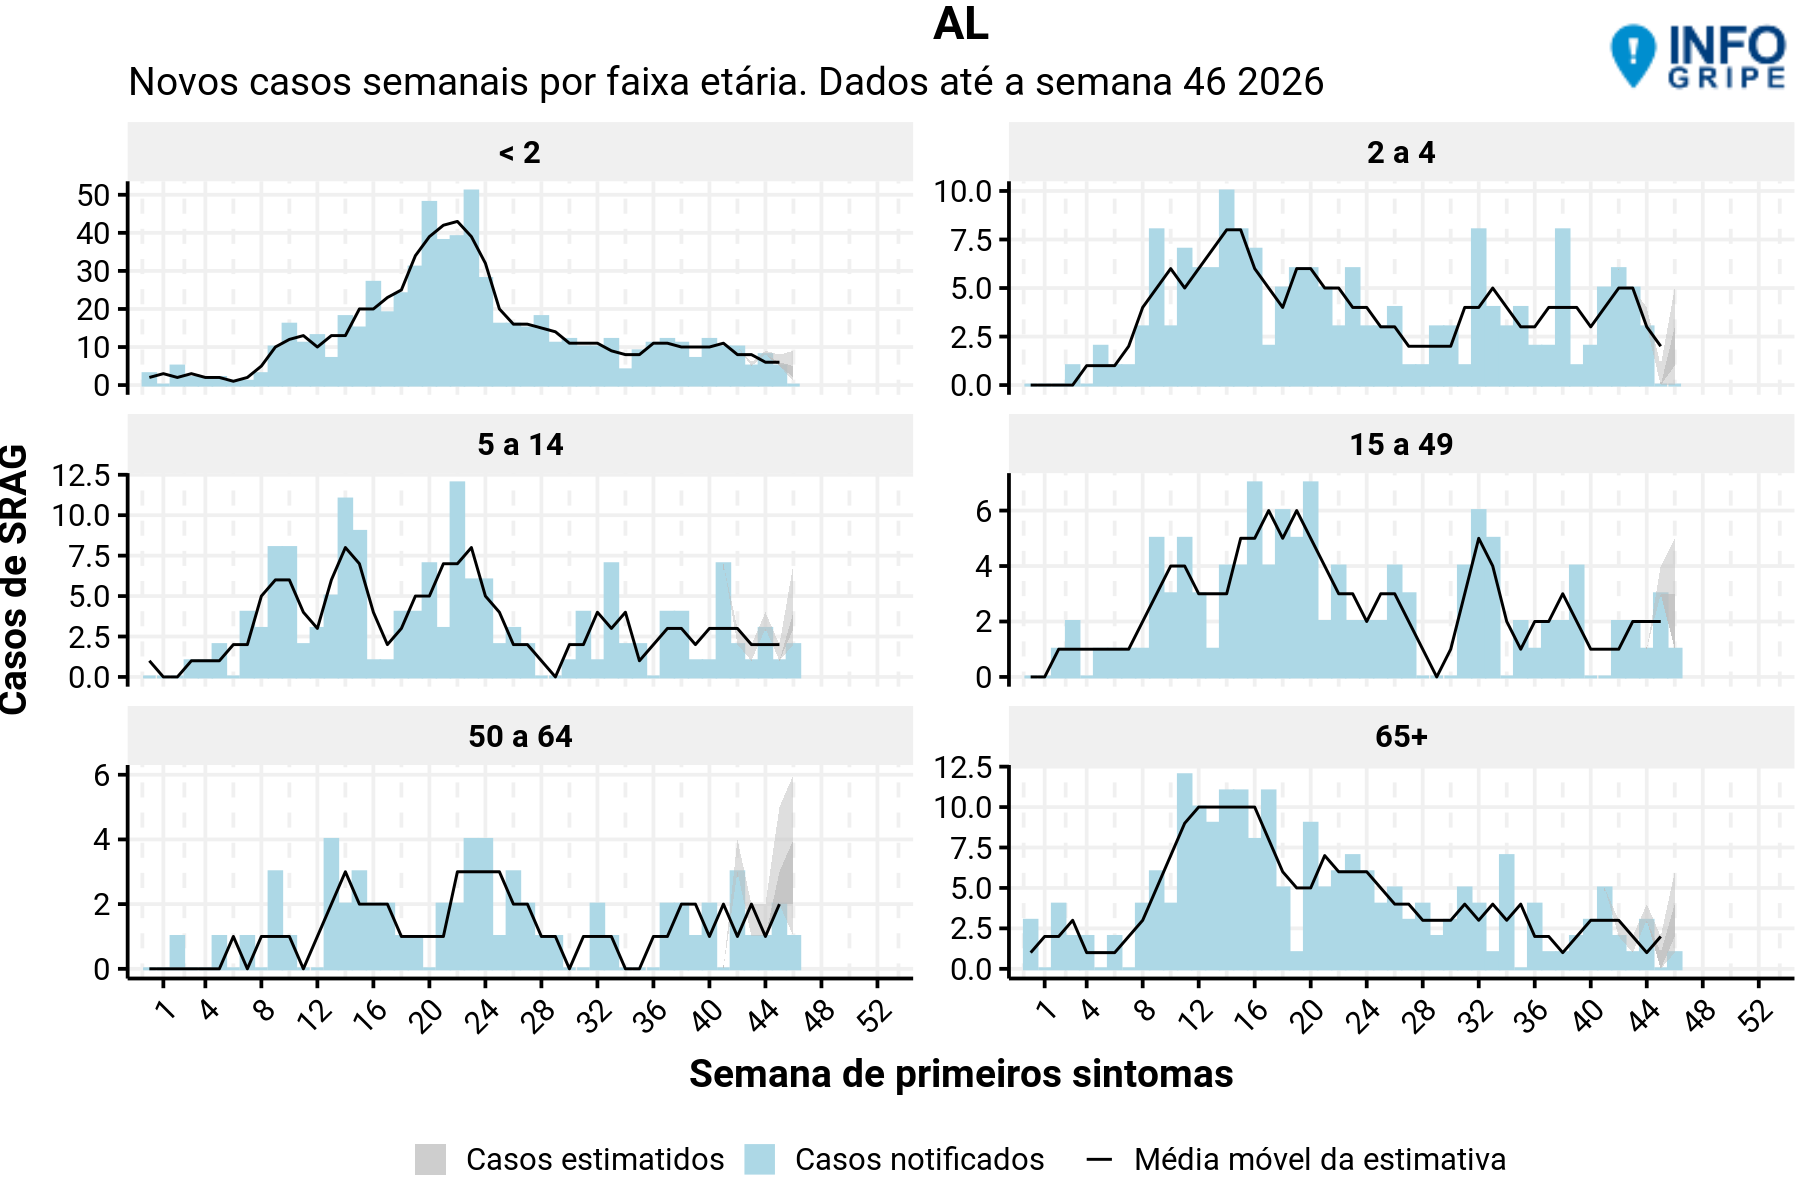 AL
INFO
GRIPE
Novos casos semanais por faixa etária. Dados até a semana 46 2026
< 2
2 a 4
50
40
30
20
10
0
10.0
7.5
5.0
2.5
0.0
5 a 14
15 a 49
12.5
10.0
7.5
5.0
2.5
0.0
6
4
2
0
50 a 64
65+
6
4
2
0
12.5
10.0
7.5
5.0
2.5
0.0
Casos de SRAG
1 4 8 12 16 20 24 28 32 36 40 44 48 52
1 4 8 12 16 20 24 28 32 36 40 44 48 52
Semana de primeiros sintomas
Casos estimatidos Casos notificados Média móvel da estimativa